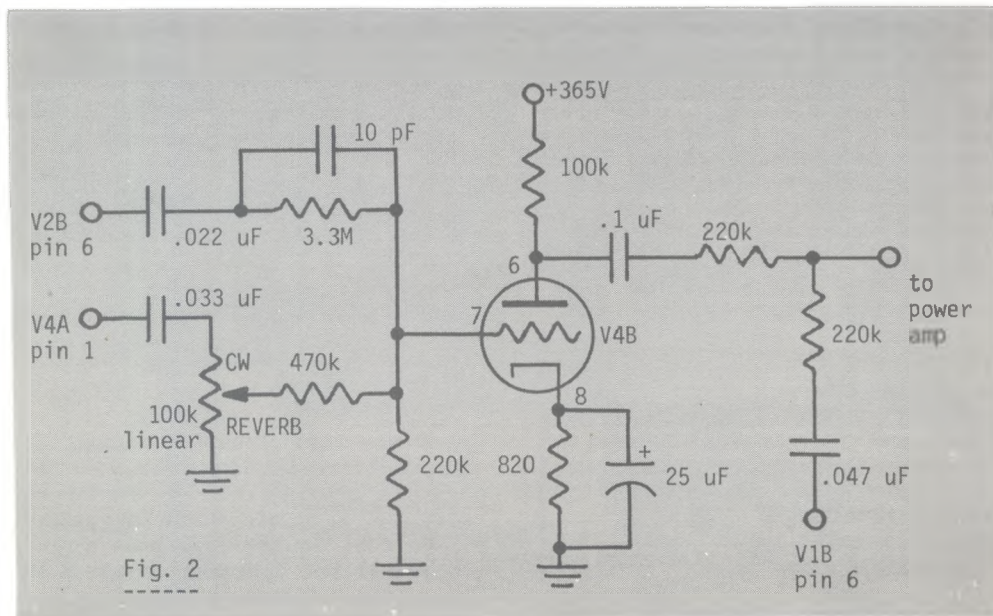 +365V
10 pF
100k
V2B
pin 6
.022 uF
3.3M
.1 uF
220k
6
to
power
amp
.033 uF
V4A
pin 1
7
V4B
CW
470k
220k
100k
linear
REVERB
8
220k
820
+
25 uF
.047 uF
V1B
pin 6
Fig. 2